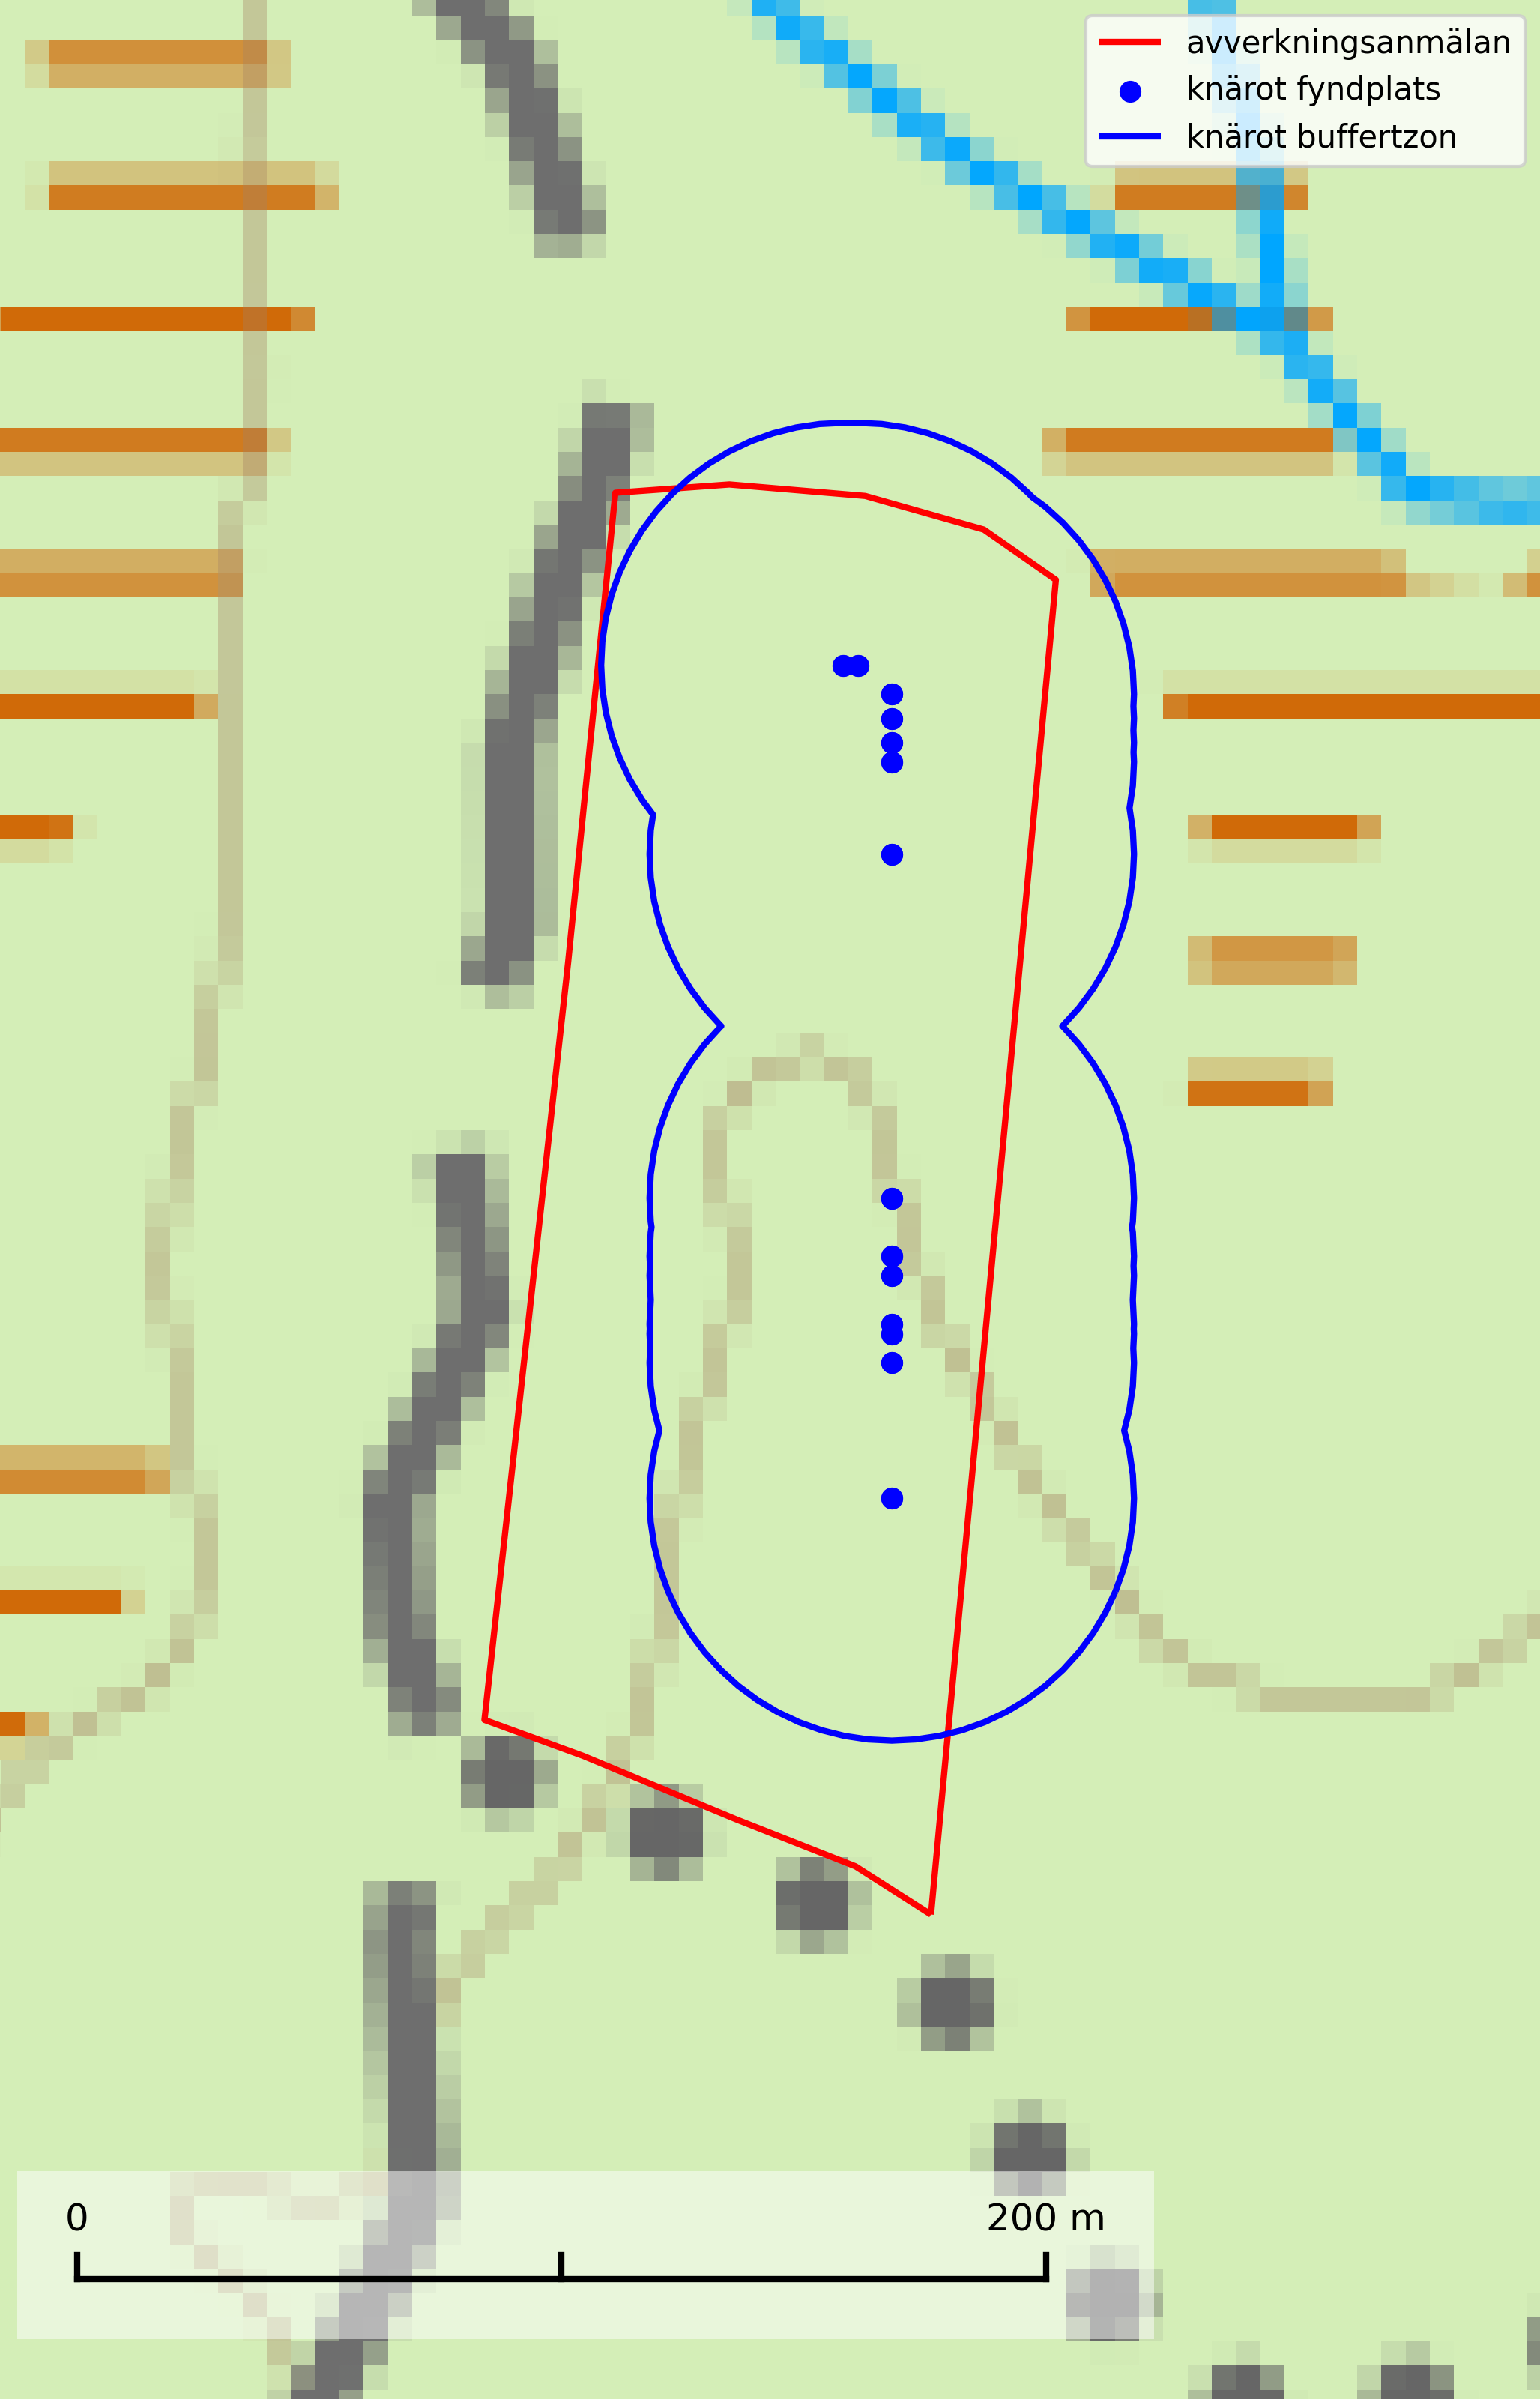 avverkningsanmälan
knärot fyndplats
knärot buffertzon
0 200 m